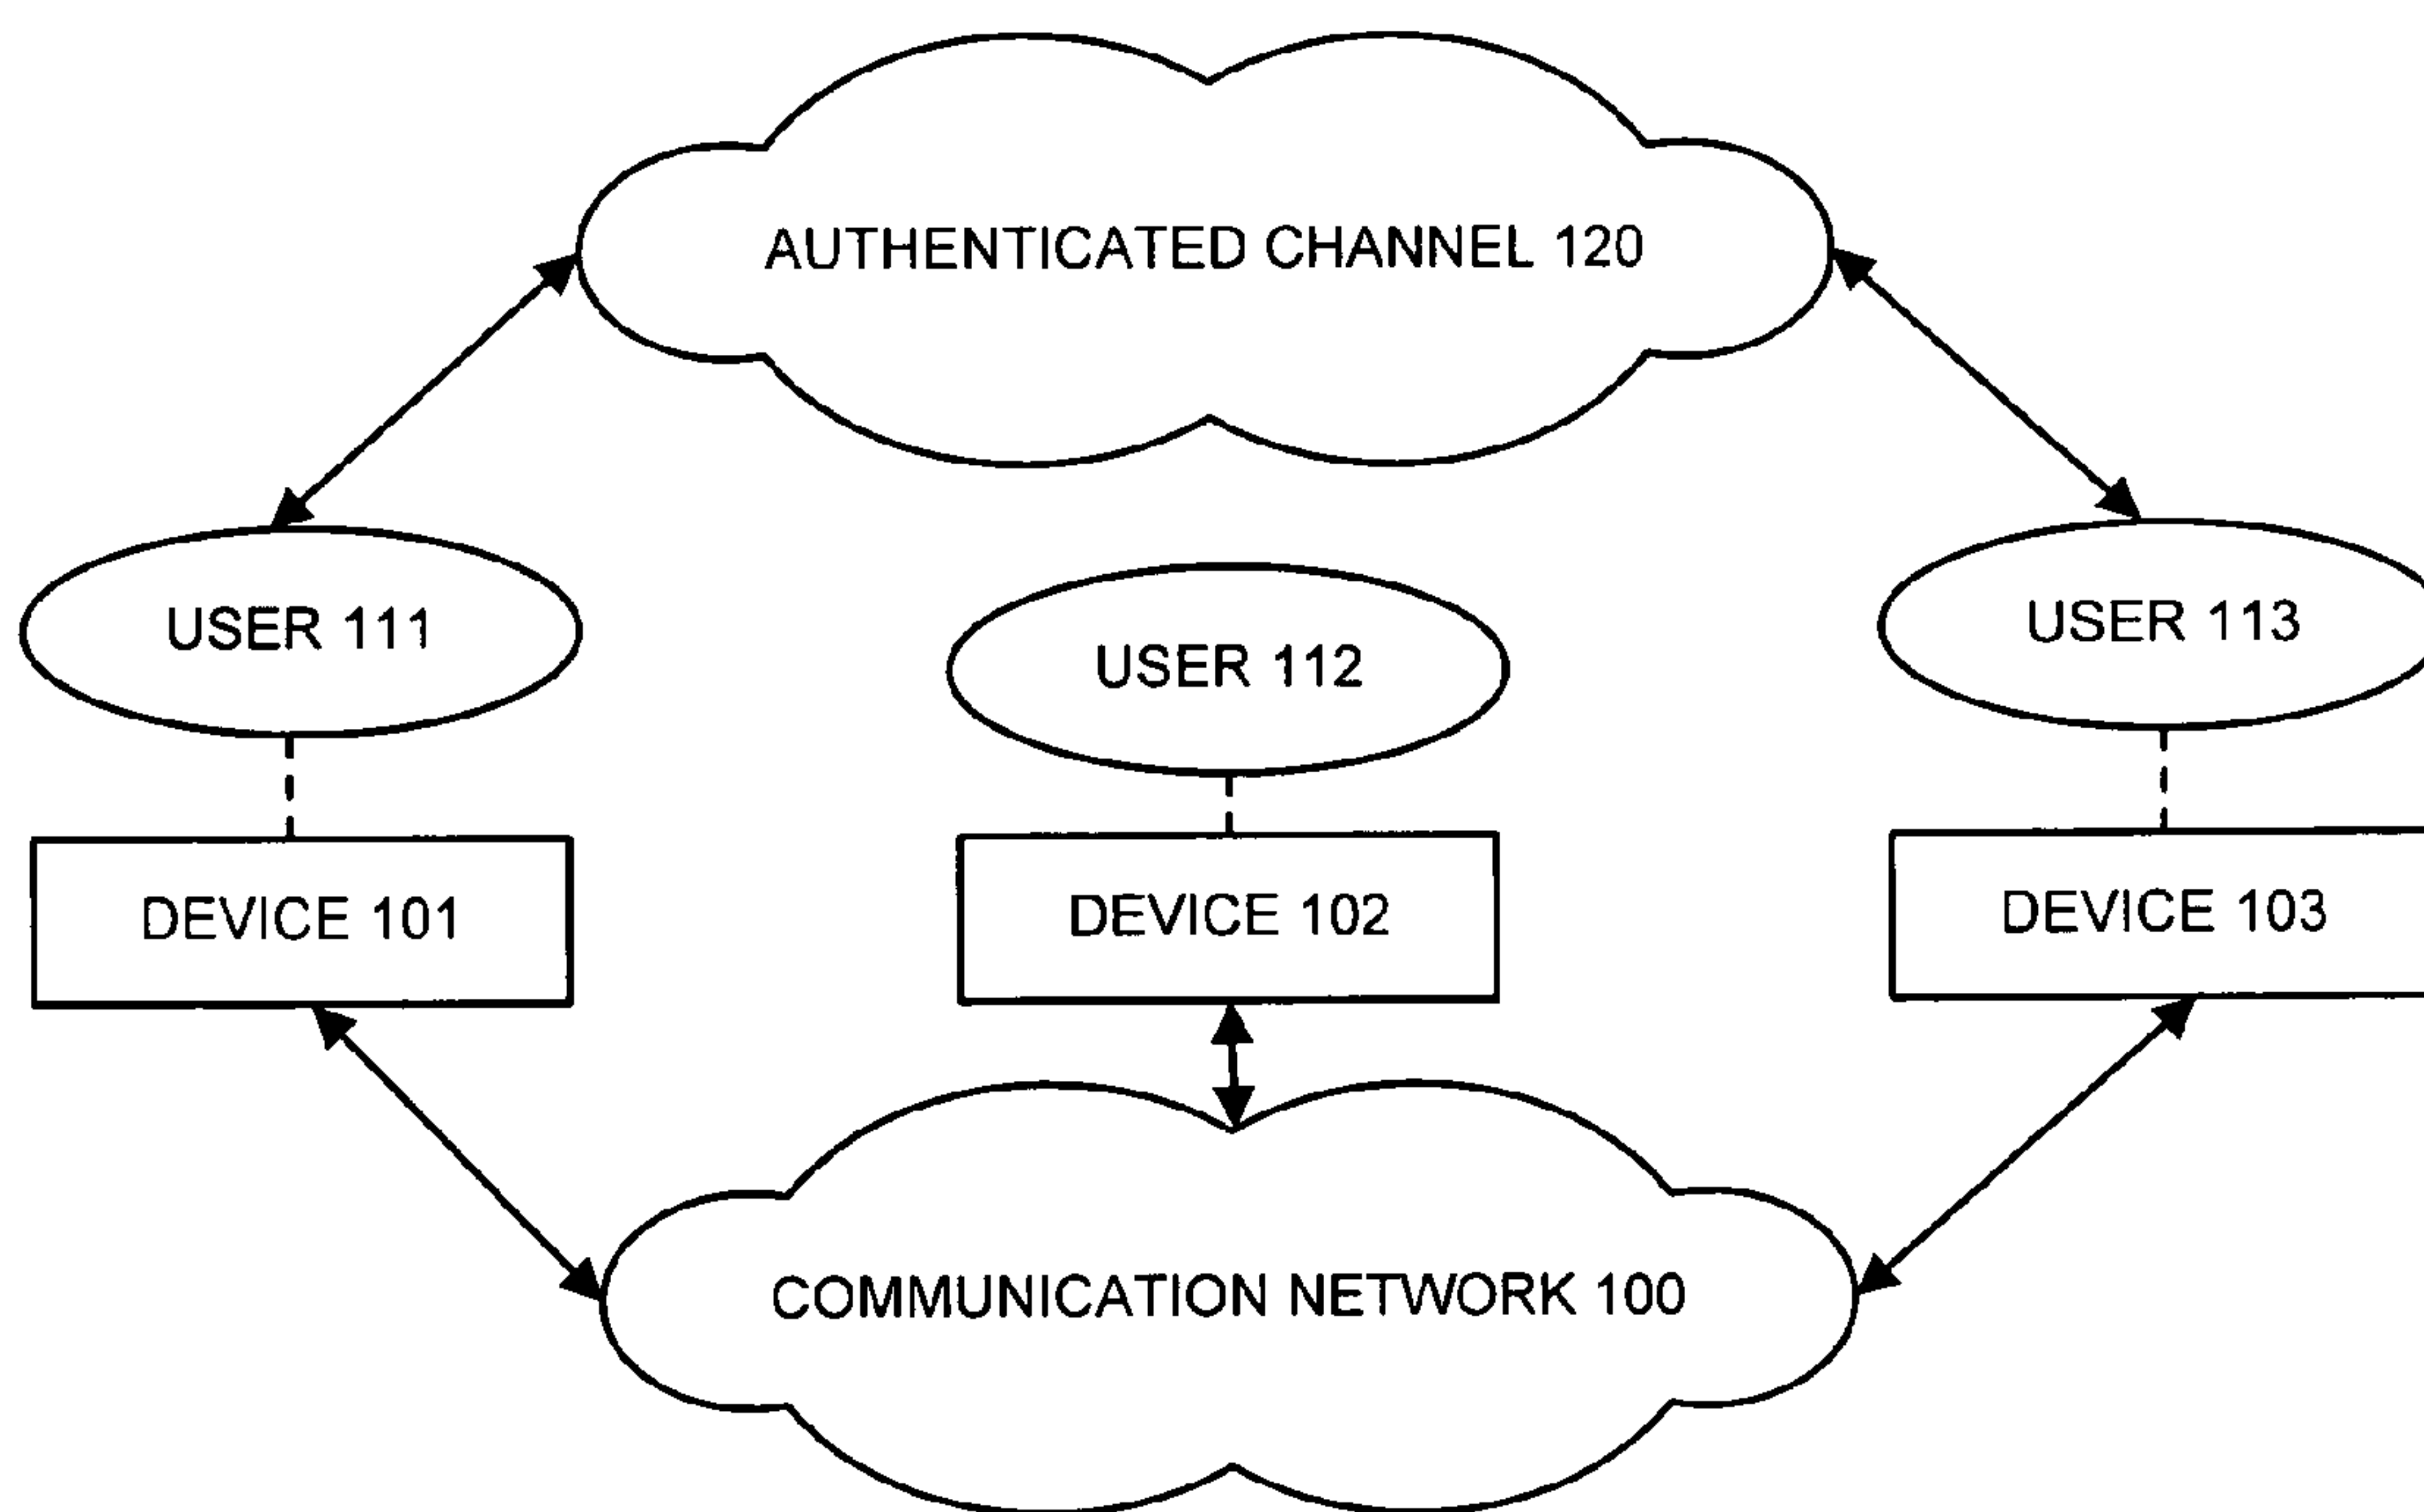 AUTHENTICATED CHANNEL 120
USER 111
USER 112
USER 113
DEVICE 101
DEVICE 102
DEVICE 103
COMMUNICATION NETWORK 100